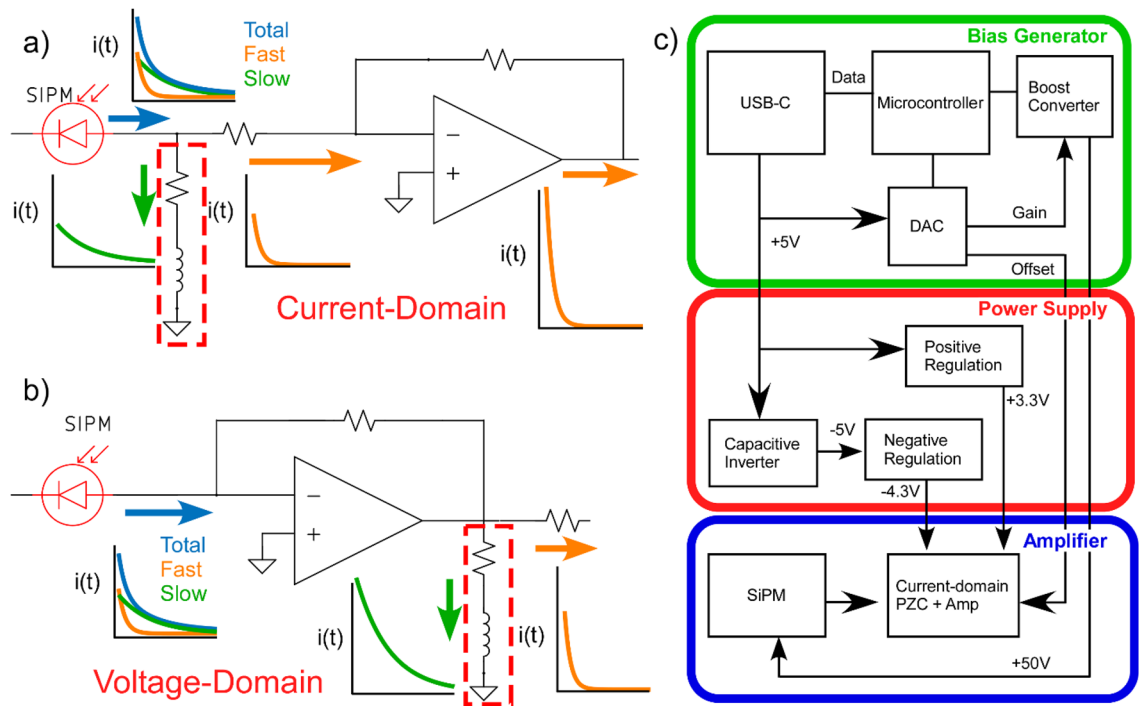 a)
i(t)
Total
Fast
Slow
SIPM
i(t)
i(t)
−
+
i(t)
Current-Domain
b)
SIPM
−
+
Total
Fast
Slow
i(t)
i(t)
i(t)
Voltage-Domain
c)
Bias Generator
USB-C
Data
Microcontroller
Boost
Converter
DAC
Gain
+5V
Offset
Power Supply
Positive
Regulation
+3.3V
Capacitive
Inverter
-5V
Negative
Regulation
-4.3V
Amplifier
SiPM
Current-domain
PZC + Amp
+50V